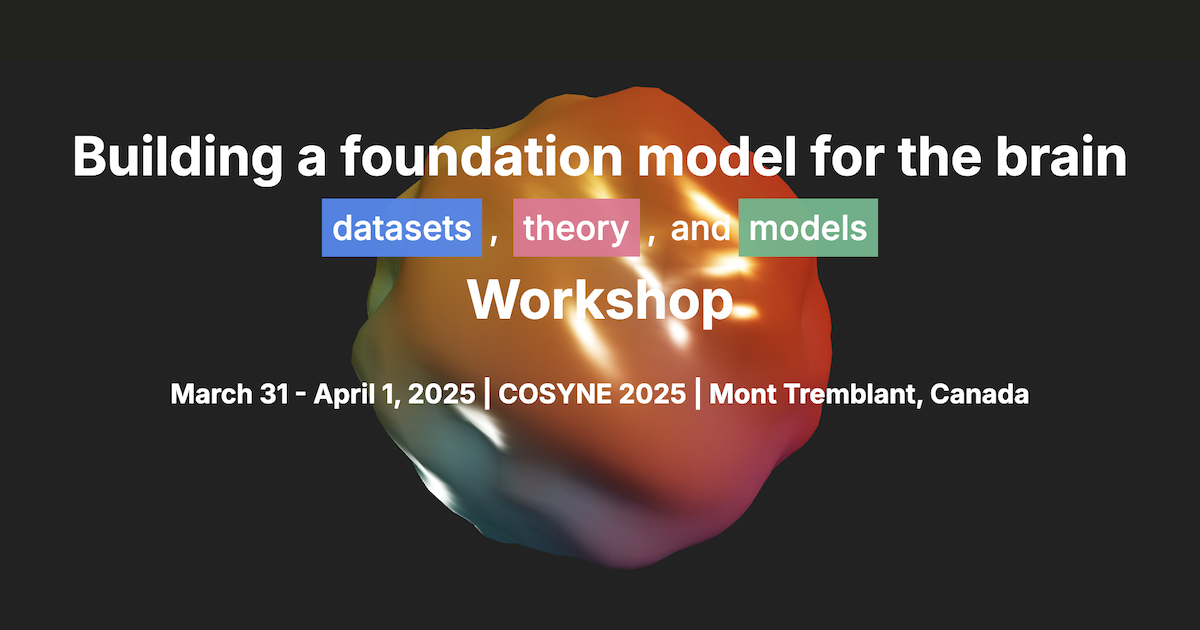 Building a foundation model for the brain
datasets , theory , and models
Workshop
March 31 - April 1, 2025 | COSYNE 2025 | Mont Tremblant, Canada